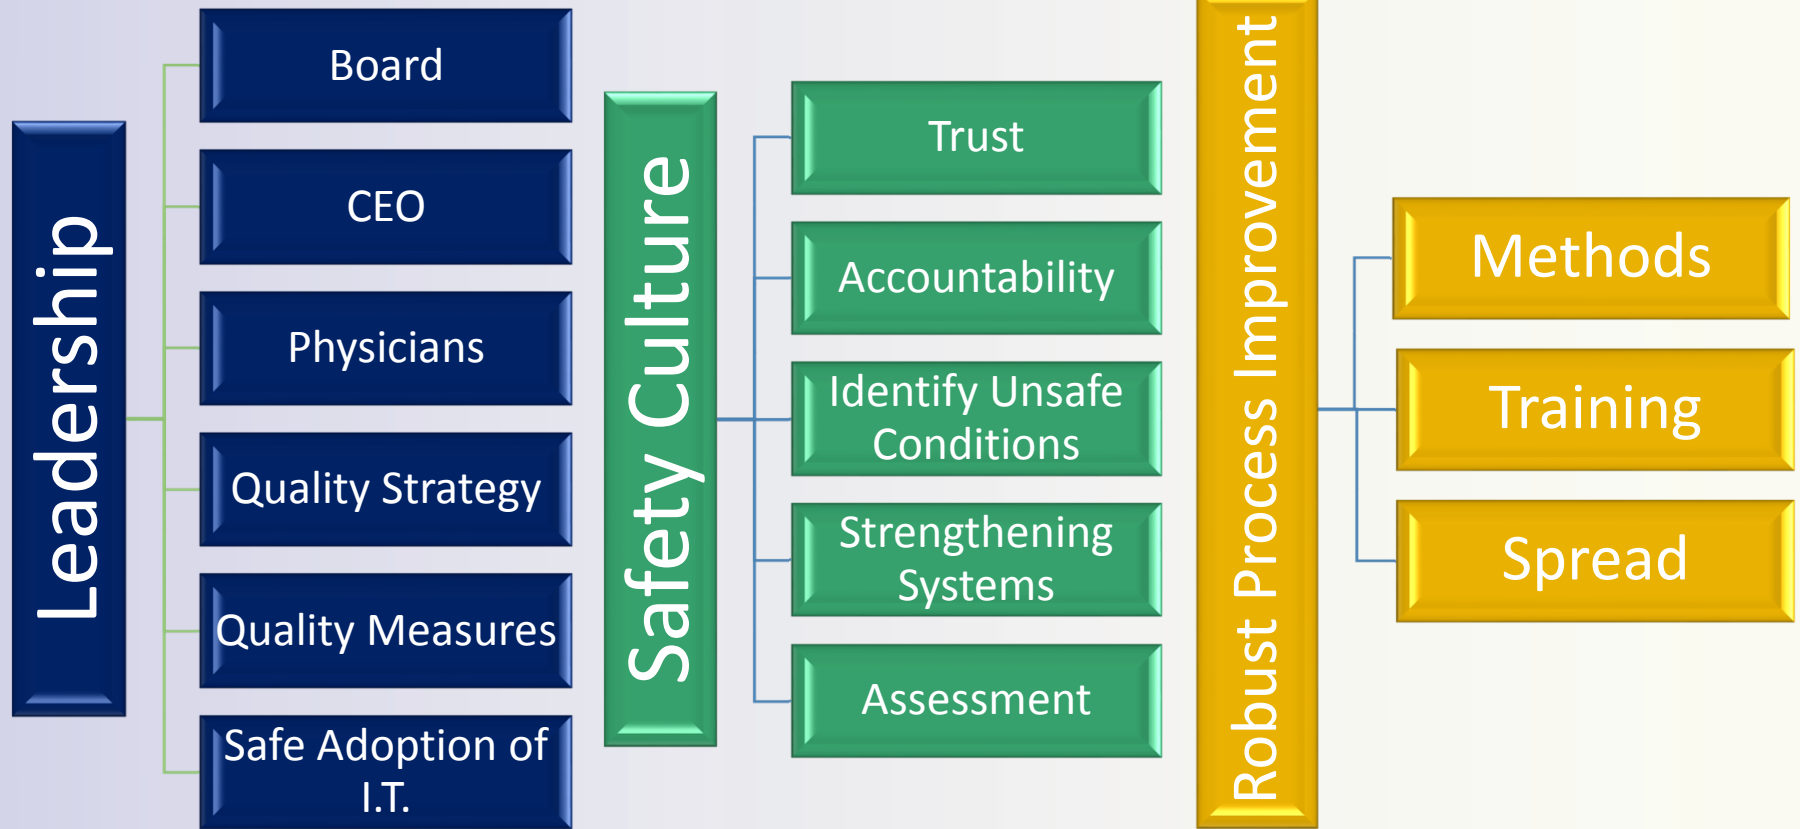 Leadership
Board
CEO
Physicians
Quality Strategy
Quality Measures
Safe Adoption of
I.T.
Safety Culture
Trust
Accountability
Identify Unsafe
Conditions
Strengthening
Systems
Assessment
Robust Process Improvement
Methods
Training
Spread